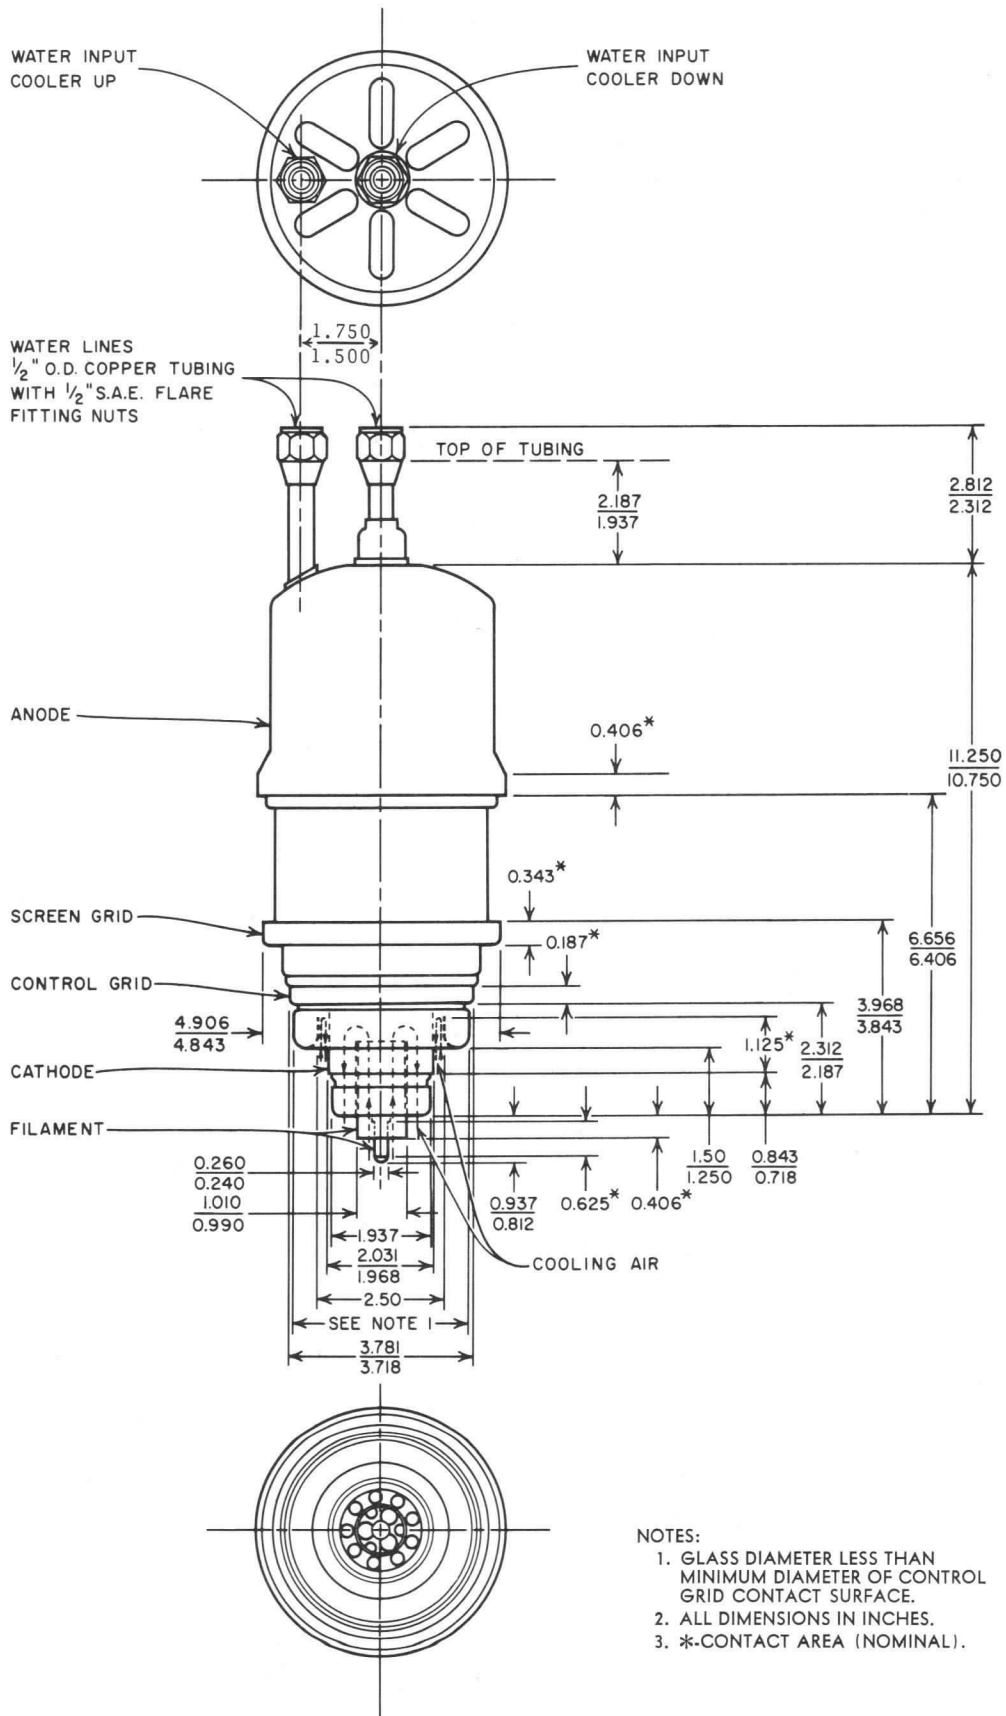 WATER INPUT
COOLER UP
WATER INPUT
COOLER DOWN
1.750
1.500
WATER LINES
½" O.D. COPPER TUBING
WITH ½" S.A.E. FLARE
FITTING NUTS
TOP OF TUBING
2.187
1.937
2.812
2.312
ANODE
0.406*
11.250
10.750
0.343*
SCREEN GRID
0.187*
6.656
6.406
CONTROL GRID
3.968
3.843
4.906
4.843
1.125*
2.312
2.187
CATHODE
FILAMENT
0.260
0.240
1.010
0.990
0.937
0.812
0.625*
0.406*
1.50
1.250
0.843
0.718
1.937
2.031
1.968
COOLING AIR
2.50
SEE NOTE 1
3.781
3.718
NOTES:
1. GLASS DIAMETER LESS THAN
MINIMUM DIAMETER OF CONTROL
GRID CONTACT SURFACE.
2. ALL DIMENSIONS IN INCHES.
3. *-CONTACT AREA (NOMINAL).